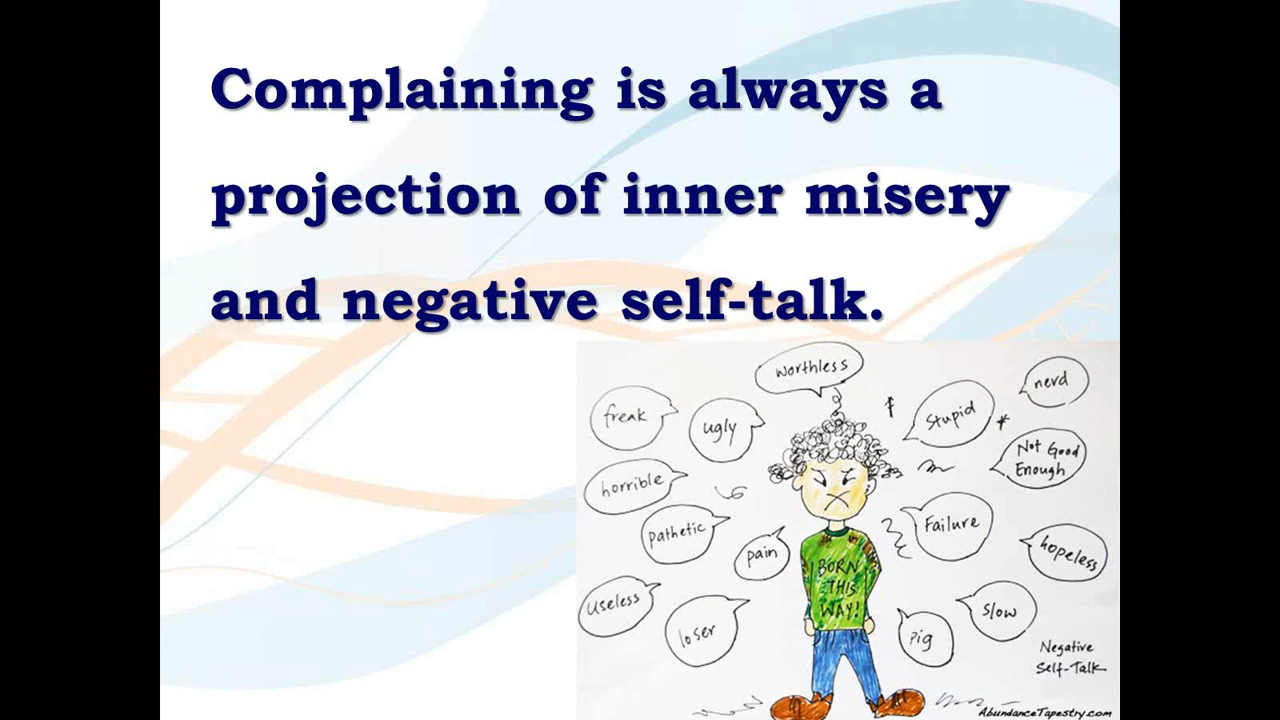 Complaining is always a
projection of inner misery
and negative self-talk.
worthless
nerd
freak
ugly
Stupid
Not Good
Enough
horrible
pathetic
pain
Failure
hopeless
BORN
THIS
WAY!
useless
loser
Pig
Slow
Negative
Self-Talk
AbundanceTapestry.com